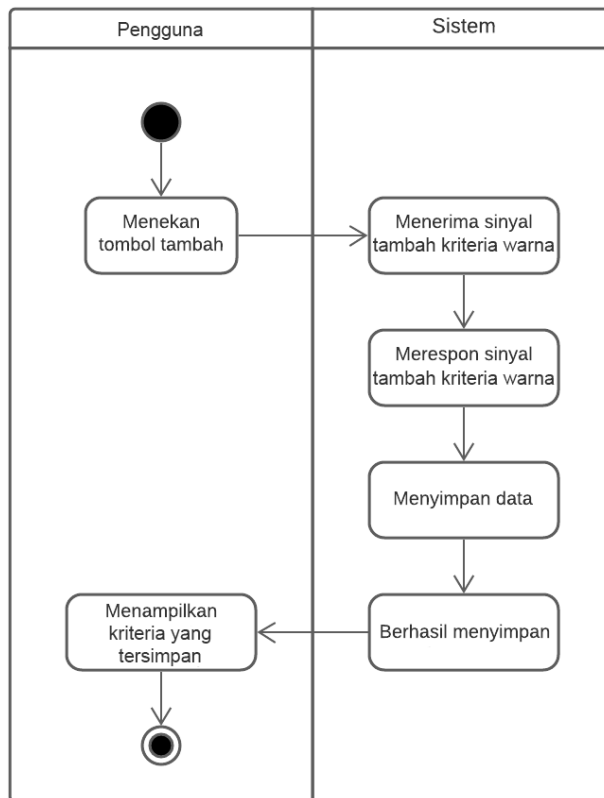 Pengguna
Sistem
Menekan
tombol tambah
Menerima sinyal
tambah kriteria warna
Merespon sinyal
tambah kriteria warna
Menyimpan data
Berhasil menyimpan
Menampilkan
kriteria yang
tersimpan